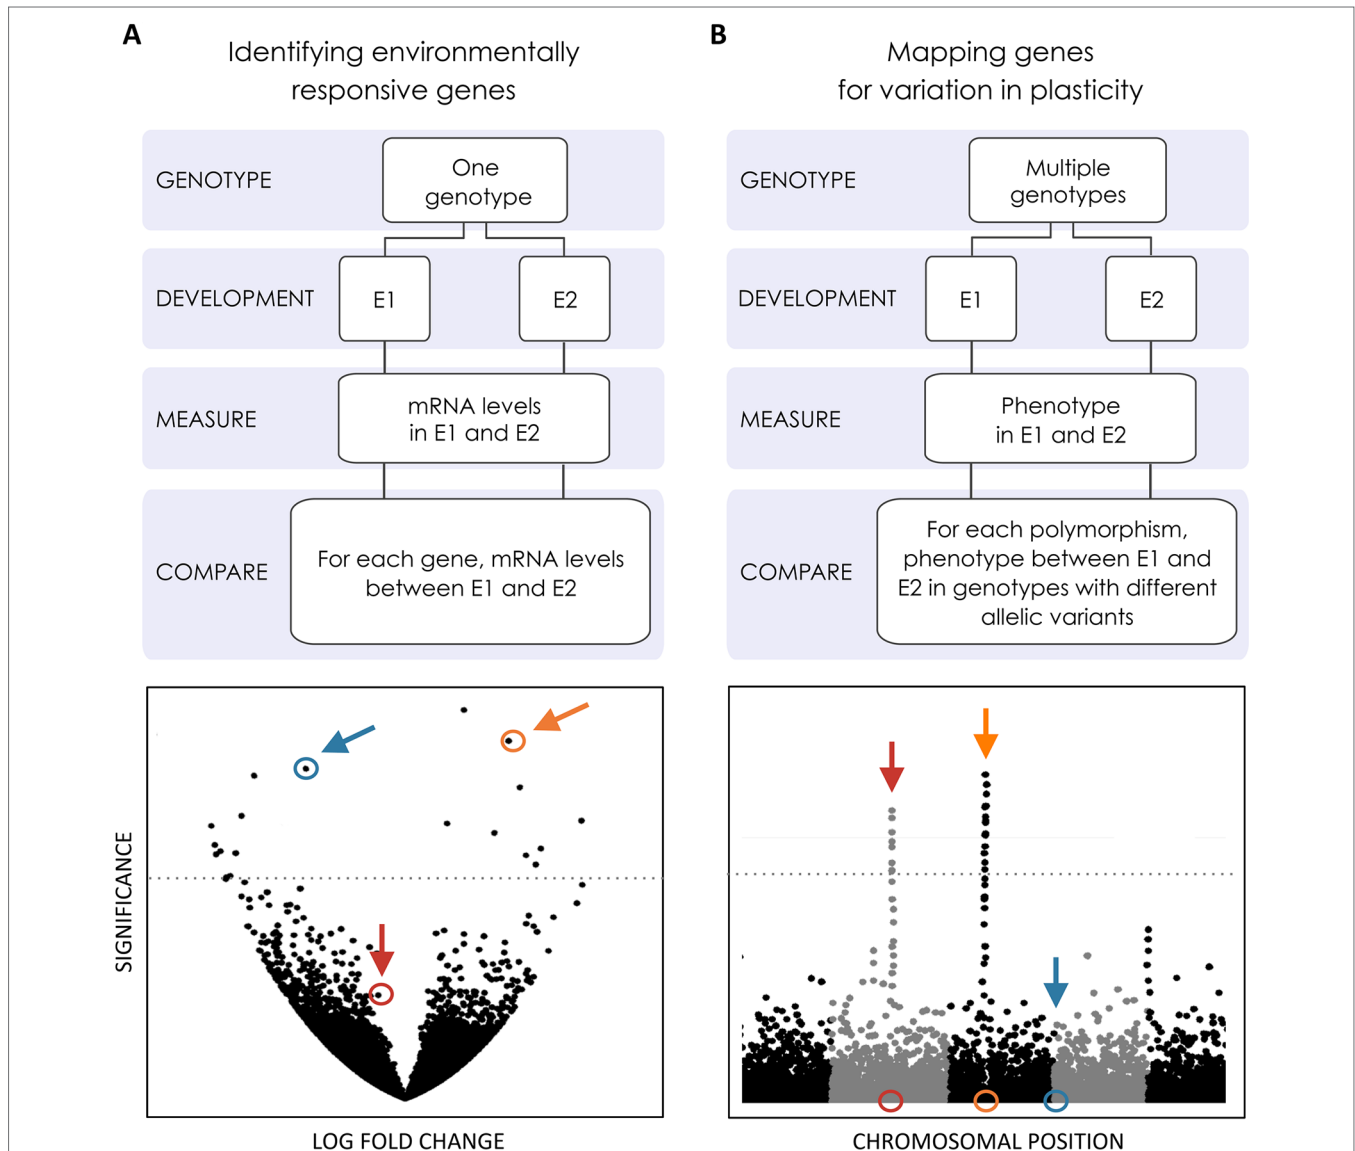 A
Identifying environmentally
responsive genes
GENOTYPE
One
genotype
DEVELOPMENT
E1
E2
MEASURE
mRNA levels
in E1 and E2
COMPARE
For each gene, mRNA levels
between E1 and E2
SIGNIFICANCE
LOG FOLD CHANGE
B
Mapping genes
for variation in plasticity
GENOTYPE
Multiple
genotypes
DEVELOPMENT
E1
E2
MEASURE
Phenotype
in E1 and E2
COMPARE
For each polymorphism,
phenotype between E1 and
E2 in genotypes with different
allelic variants
CHROMOSOMAL POSITION